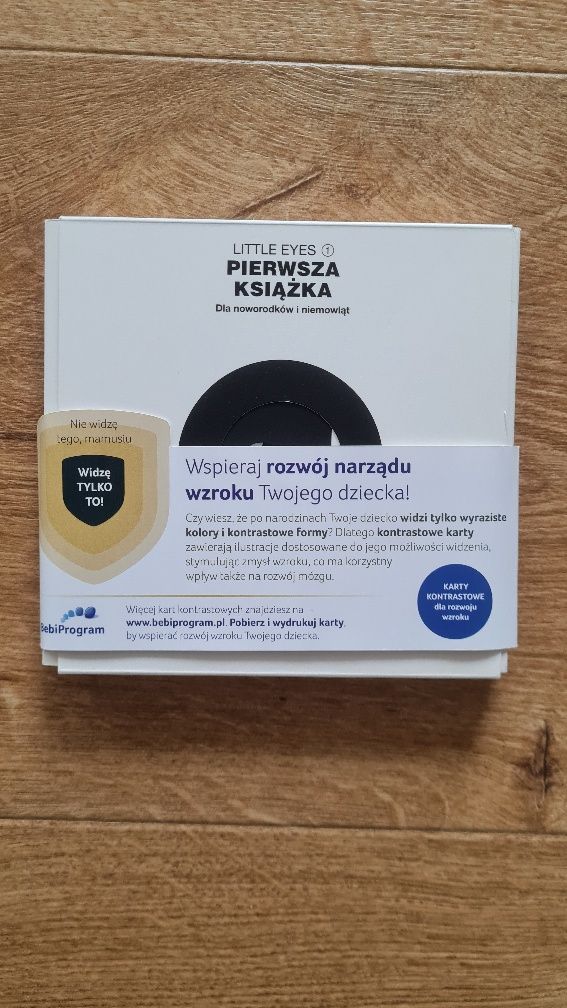 LITTLE EYES 1
PIERWSZA
KSIĄŻKA
Dla noworodków i niemowląt
Nie widzę
tego, mamusiu
Widzę
TYLKO
TO!
Wspieraj rozwój narządu
wzroku Twojego dziecka!
Czy wiesz, że po narodzinach Twoje dziecko widzi tylko wyraziste
kolory i kontrastowe formy? Dlatego kontrastowe karty
zawierają ilustracje dostosowane do jego możliwości widzenia,
stymulując zmysł wzroku, co ma korzystny
wpływ także na rozwój mózgu.
KARTY
KONTRASTOWE
dla rozwoju
wzroku
BebiProgram
Więcej kart kontrastowych znajdziesz na
www.bebiprogram.pl. Pobierz i wydrukuj karty,
by wspierać rozwój wzroku Twojego dziecka.